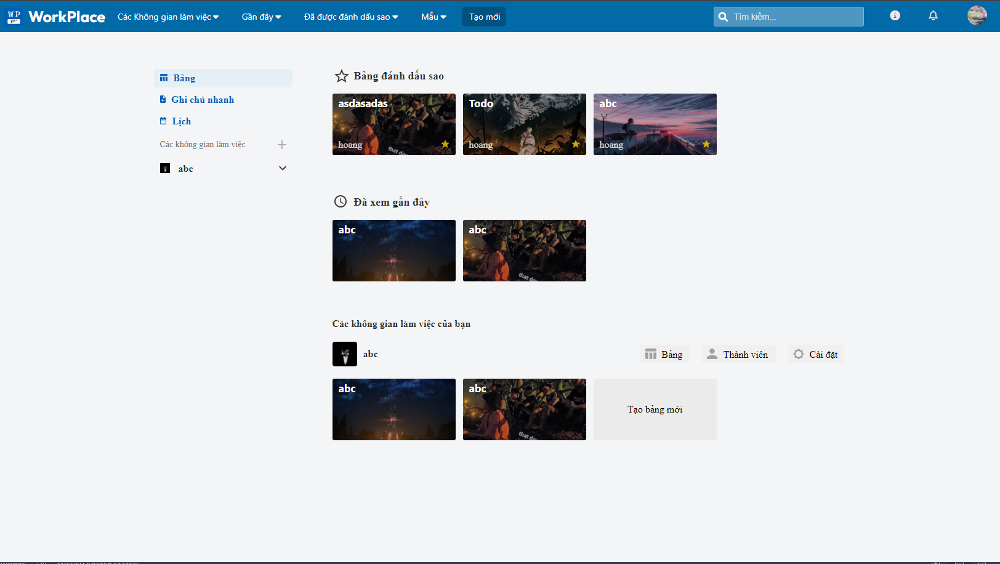 WP WorkPlace Các Không gian làm việc Gần đây Đã được đánh dấu sao Mẫu Tạo mới Tìm kiếm...
Bảng
Ghi chú nhanh
Lịch
Các không gian làm việc
abc
Bảng đánh dấu sao
asdasadas Todo abc
hoang hoang hoang
Đã xem gần đây
abc abc
Các không gian làm việc của bạn
abc Bảng Thành viên Cài đặt
abc abc
Tạo bảng mới